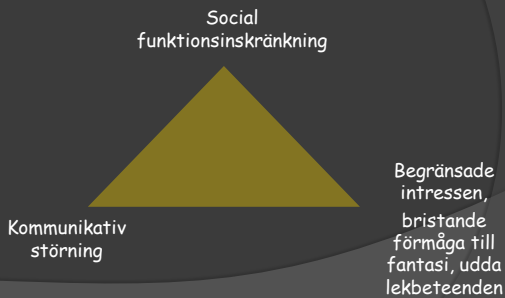 Social
funktionsinskränkning
Kommunikativ
störning
Begränsade
intressen,
bristande
förmåga till
fantasi, udda
lekbeteenden